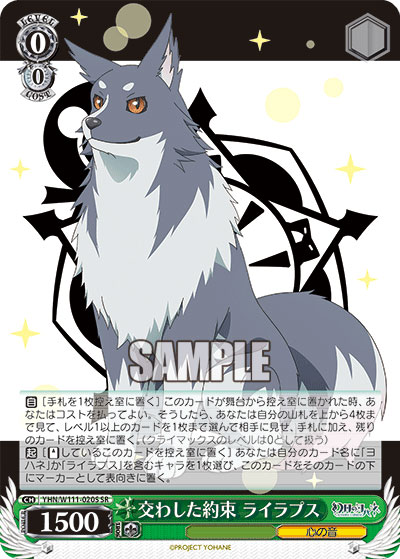 LEVEL
0
0
COST
SAMPLE
自［手札を1枚控え室に置く］このカードが舞台から控え室に置かれた時、あ
なたはコストを払ってよい。そうしたら、あなたは自分の山札を上から4枚ま
で見て、レベル1以上のカードを1枚まで選んで相手に見せ、手札に加え、残り
のカードを控え室に置く。（クライマックスのレベルは0として扱う）
起［しているこのカードを控え室に置く］あなたは自分のカード名に「ヨ
ハネ」か「ライラプス」を含むキャラを1枚選び、このカードをそのカードの下
にマーカーとして表向きに置く。
CH YHN/W111-020SSR
1500
交わした約束 ライラプス
心の音
©PROJECT YOHANE